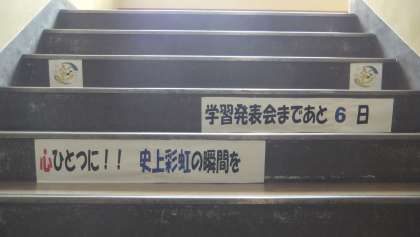 学習発表会まであと 6 日
心ひとつに！！ 史上彩虹の瞬間を